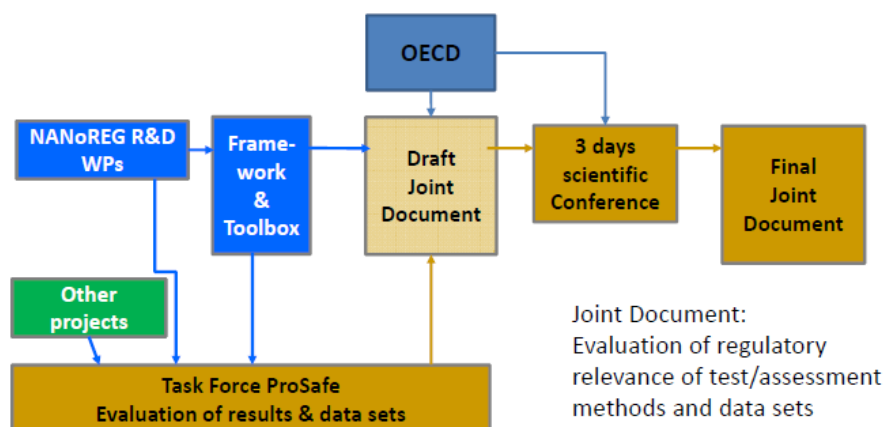 OECD
NANoREG R&D
WPs
Frame-
work
&
Toolbox
Draft
Joint
Document
3 days
scientific
Conference
Final
Joint
Document
Other
projects
Task Force ProSafe
Evaluation of results & data sets
Joint Document:
Evaluation of regulatory
relevance of test/assessment
methods and data sets